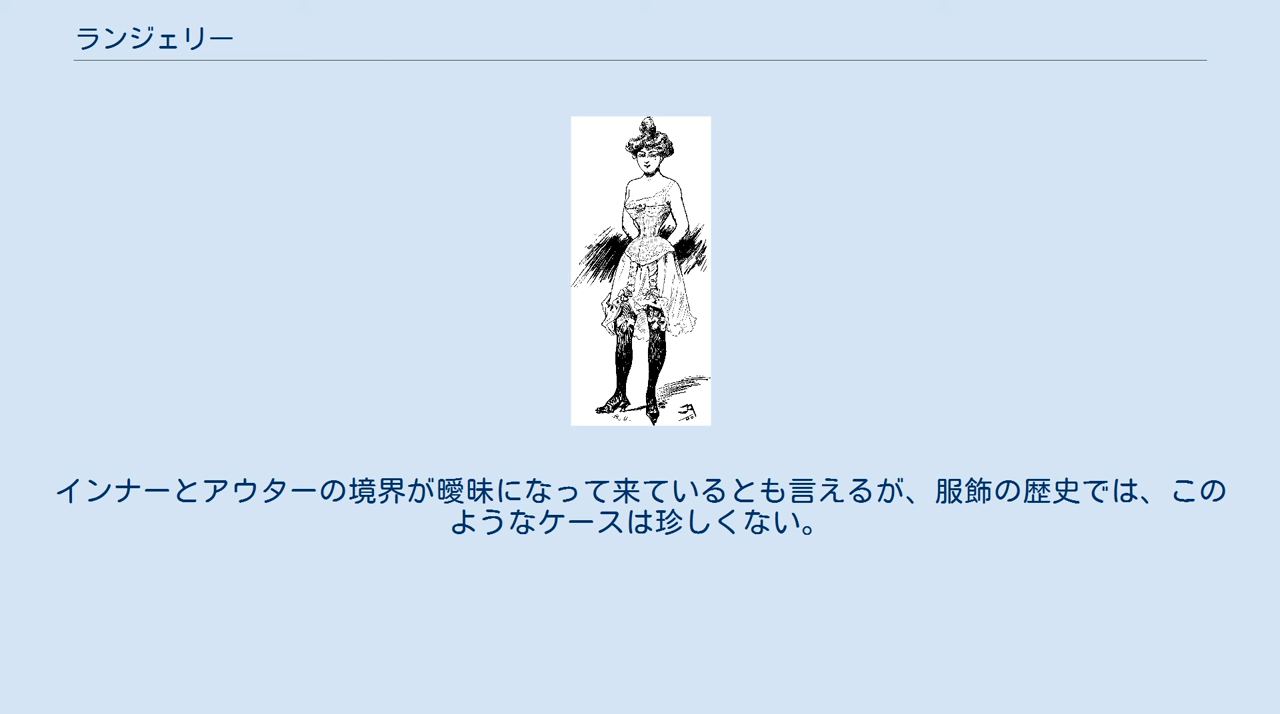 ランジェリー
インナーとアウターの境界が曖昧になって来ているとも言えるが、服飾の歴史では、この
ようなケースは珍しくない。